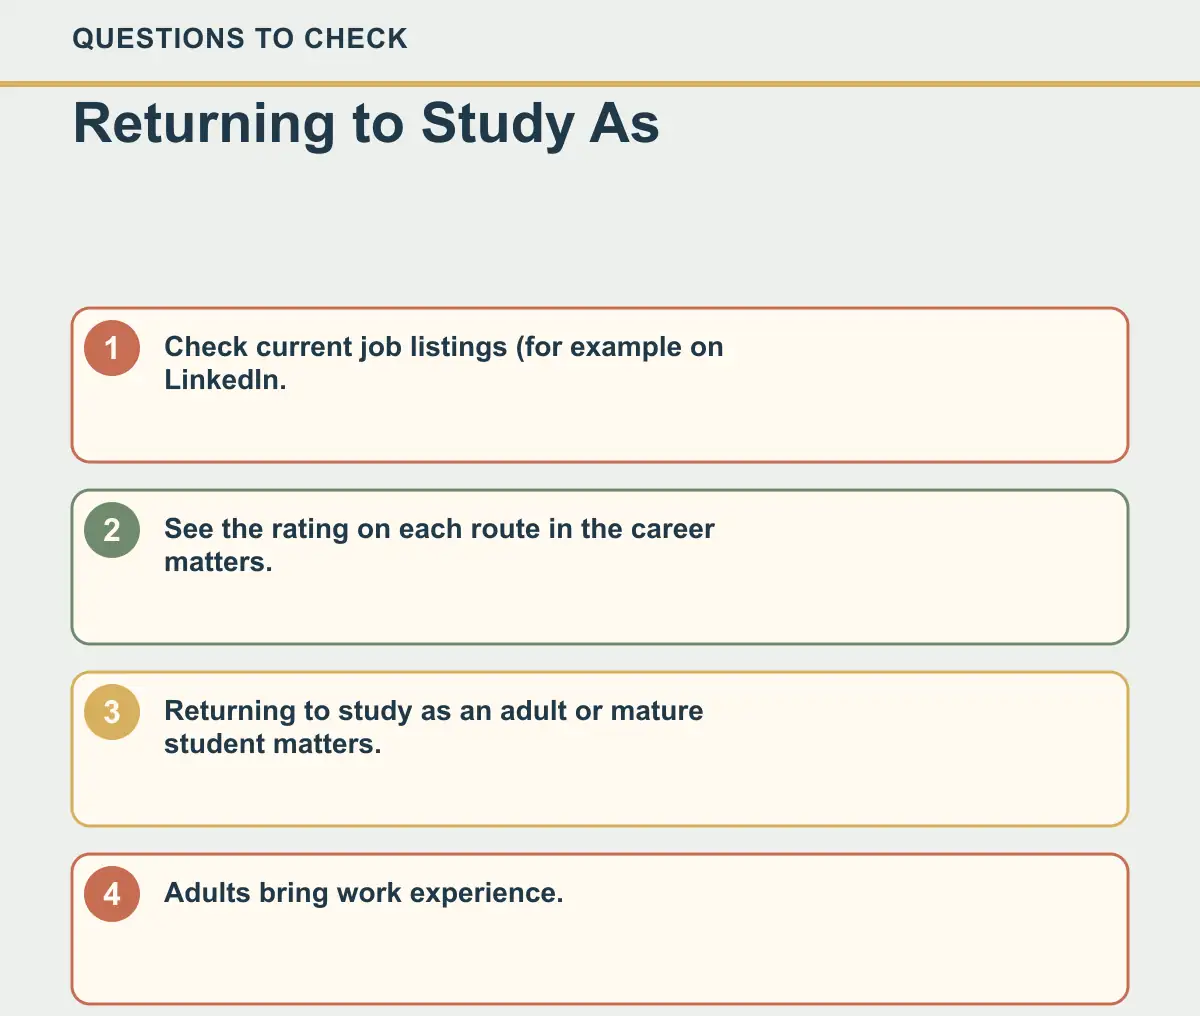 QUESTIONS TO CHECK
Returning to Study As
1
Check current job listings (for example on
LinkedIn.
2
See the rating on each route in the career
matters.
3
Returning to study as an adult or mature
student matters.
4
Adults bring work experience.